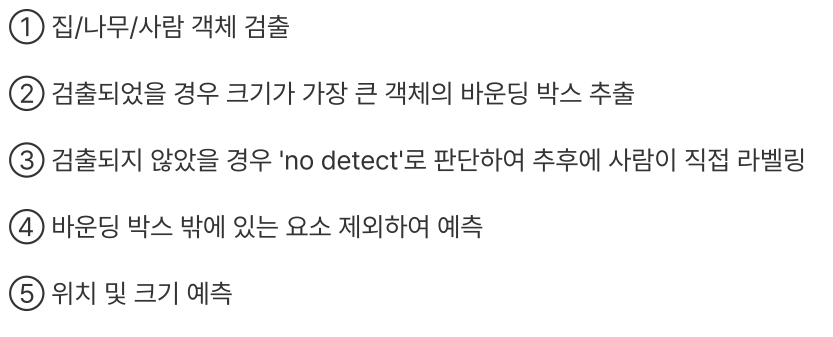 ① 집/나무/사람 객체 검출
② 검출되었을 경우 크기가 가장 큰 객체의 바운딩 박스 추출
③ 검출되지 않았을 경우 'no detect'로 판단하여 추후에 사람이 직접 라벨링
④ 바운딩 박스 밖에 있는 요소 제외하여 예측
⑤ 위치 및 크기 예측